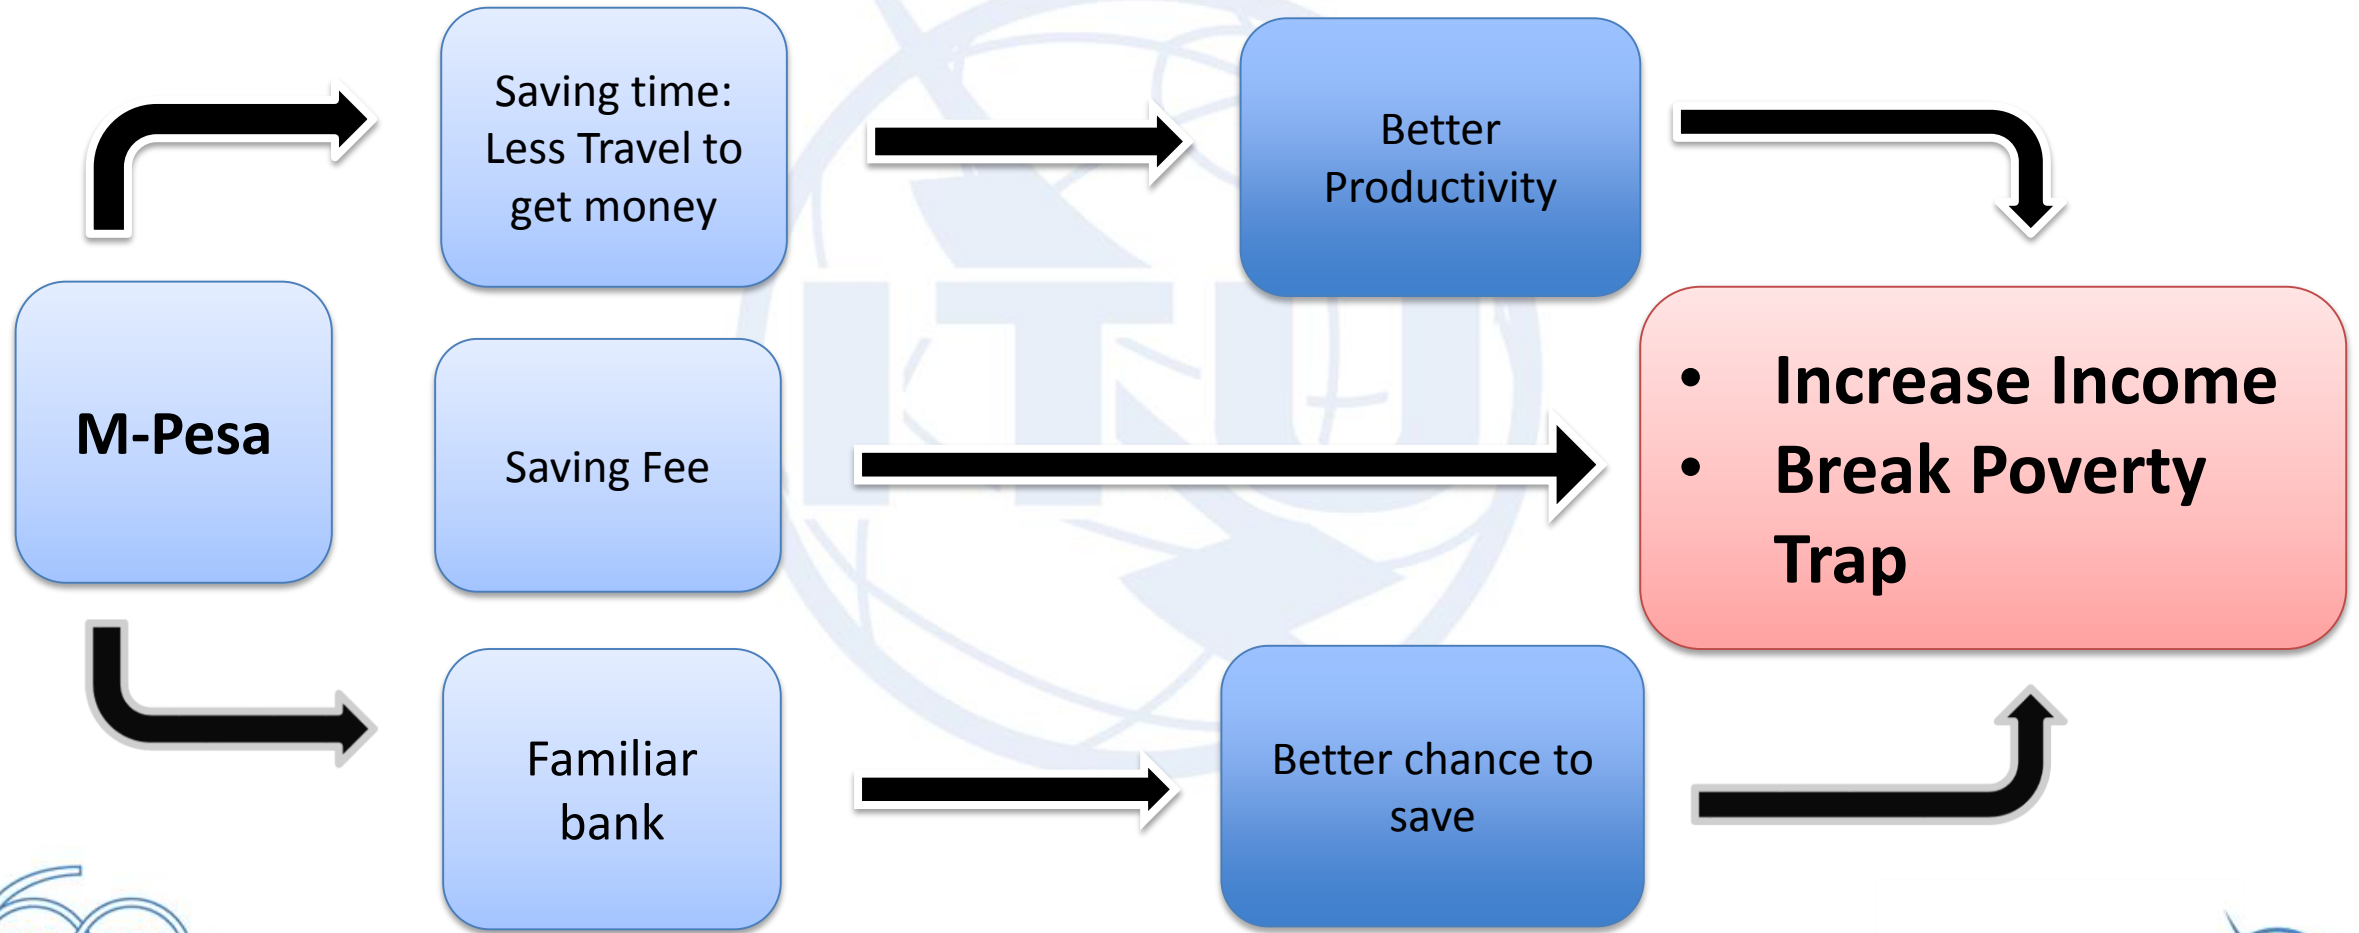 Saving time:
Less Travel to
get money
Better
Productivity
M-Pesa
Saving Fee
• Increase Income
• Break Poverty
Trap
Familiar
bank
Better chance to
save
ITU